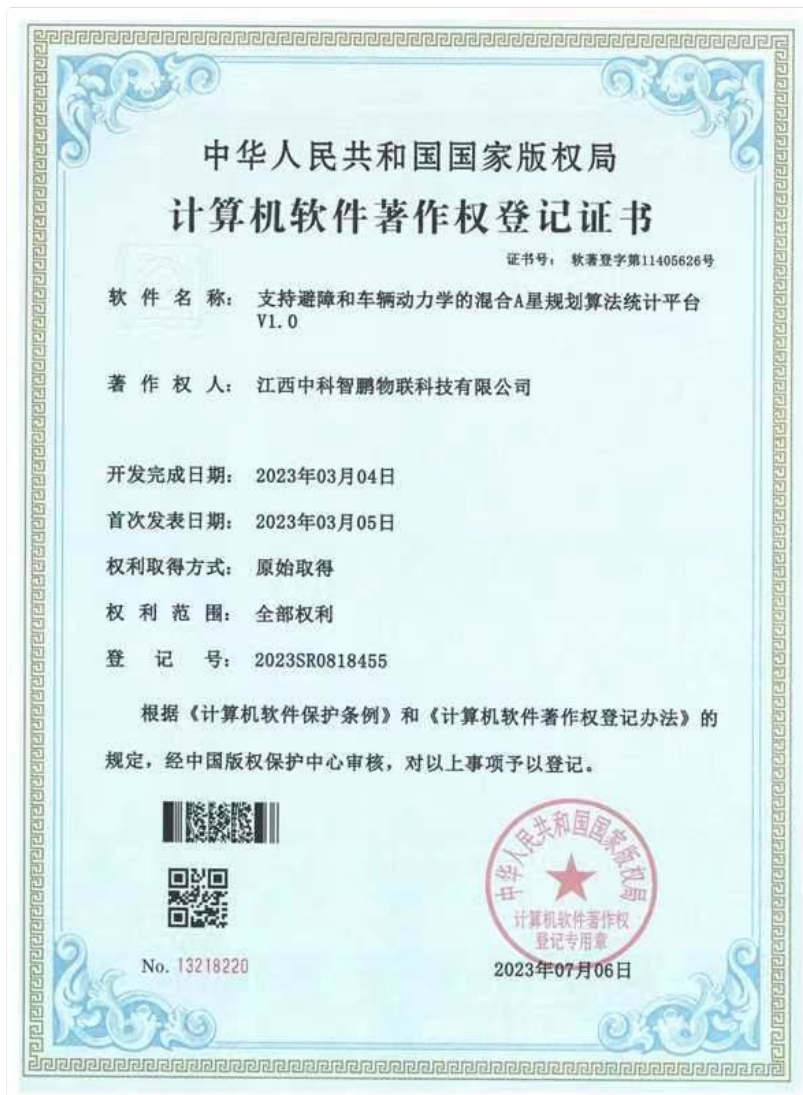 中华人民共和国国家版权局
计算机软件著作权登记证书
证书号： 软著登字第11405626号
软件名称： 支持避障和车辆动力学的混合A星规划算法统计平台
V1.0
著作权人： 江西中科智鹏物联科技有限公司
开发完成日期： 2023年03月04日
首次发表日期： 2023年03月05日
权利取得方式： 原始取得
权利范围： 全部权利
登记号： 2023SR0818455
根据《计算机软件保护条例》和《计算机软件著作权登记办法》的
规定，经中国版权保护中心审核，对以上事项予以登记。
中华人民共和国国家版权局
计算机软件著作权
登记专用章
No. 13218220
2023年07月06日